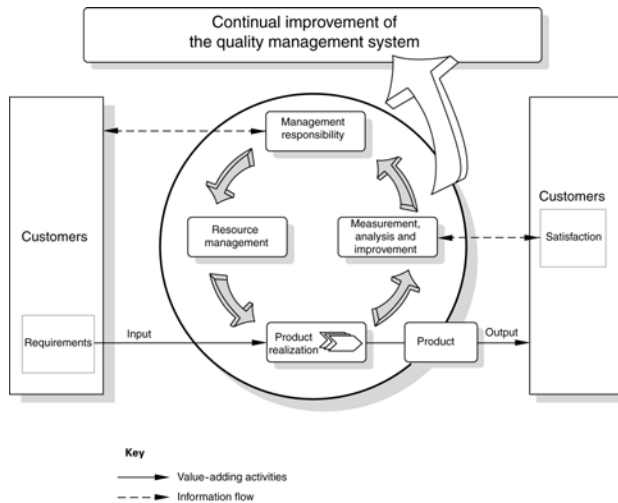 Continual improvement of
the quality management system
Management
responsibility
Customers
Resource
management
Measurement,
analysis and
improvement
Customers
Satisfaction
Requirements
Input
Product
realization
Product
Output
Key
Value-adding activities
Information flow